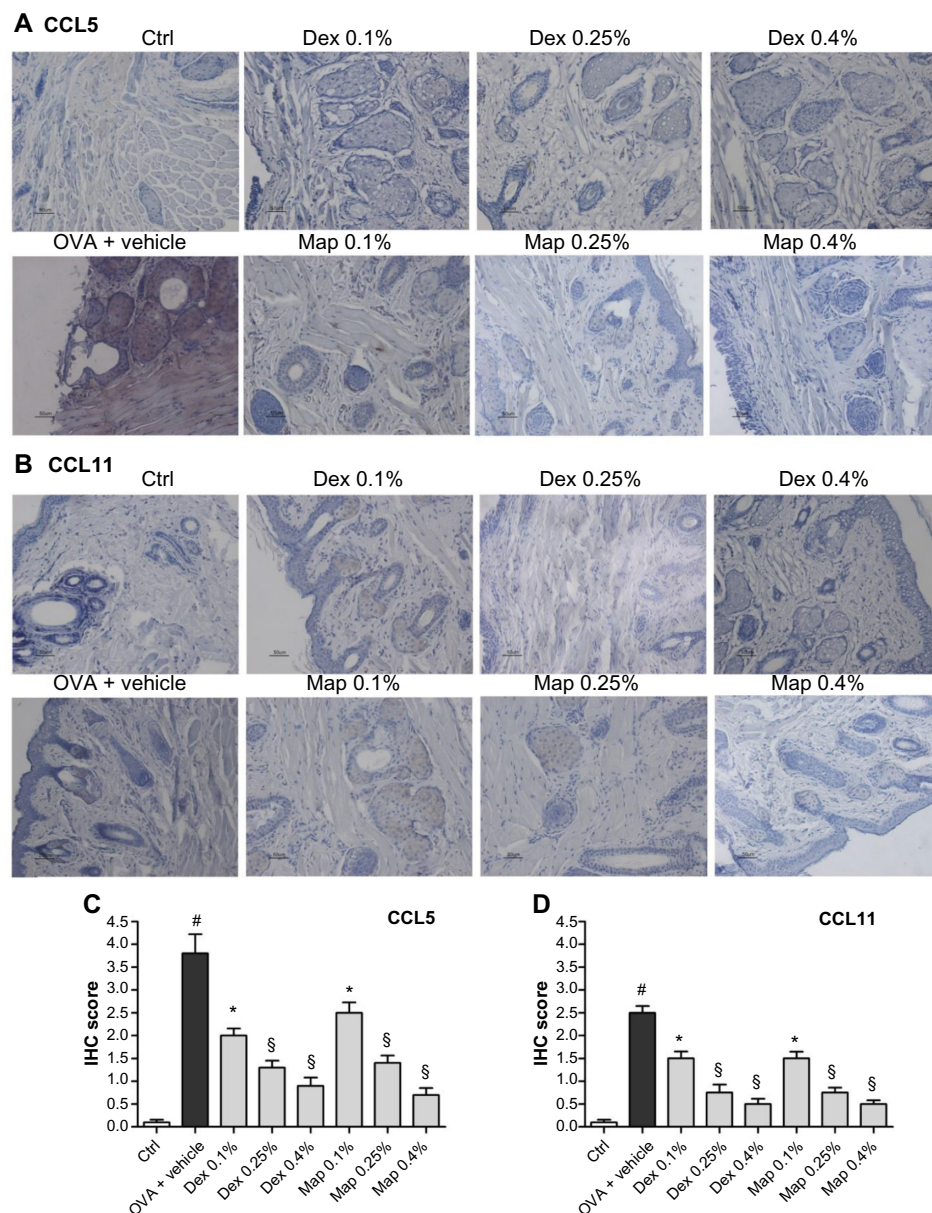 A CCL5
Ctrl Dex 0.1% Dex 0.25% Dex 0.4%
OVA + vehicle Map 0.1% Map 0.25% Map 0.4%
B CCL11
Ctrl Dex 0.1% Dex 0.25% Dex 0.4%
OVA + vehicle Map 0.1% Map 0.25% Map 0.4%
C CCL5
IHC score
4.5
4.0
3.5
3.0
2.5
2.0
1.5
1.0
0.5
0.0
# * § § * § §
Ctrl
OVA + vehicle
Dex 0.1%
Dex 0.25%
Dex 0.4%
Map 0.1%
Map 0.25%
Map 0.4%
D CCL11
IHC score
4.5
4.0
3.5
3.0
2.5
2.0
1.5
1.0
0.5
0.0
# * § § * § §
Ctrl
OVA + vehicle
Dex 0.1%
Dex 0.25%
Dex 0.4%
Map 0.1%
Map 0.25%
Map 0.4%